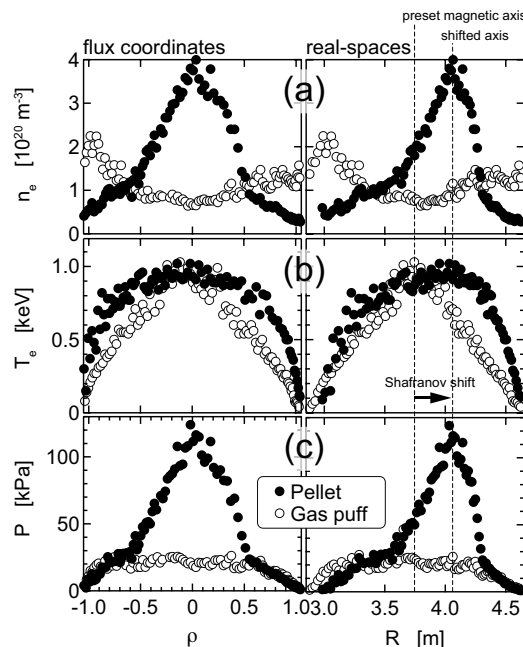 preset magnetic axis
flux coordinates real-spaces shifted axis
(a)
4
3
2
1
0
n_e [10^20 m^-3]
(b)
1.0
0.5
0
T_e [keV]
Shafranov shift
(c)
100
50
0
P [kPa]
Pellet
Gas puff
-1.0 -0.5 0 0.5 1.0
3.0 3.5 4.0 4.5
ρ R [m]